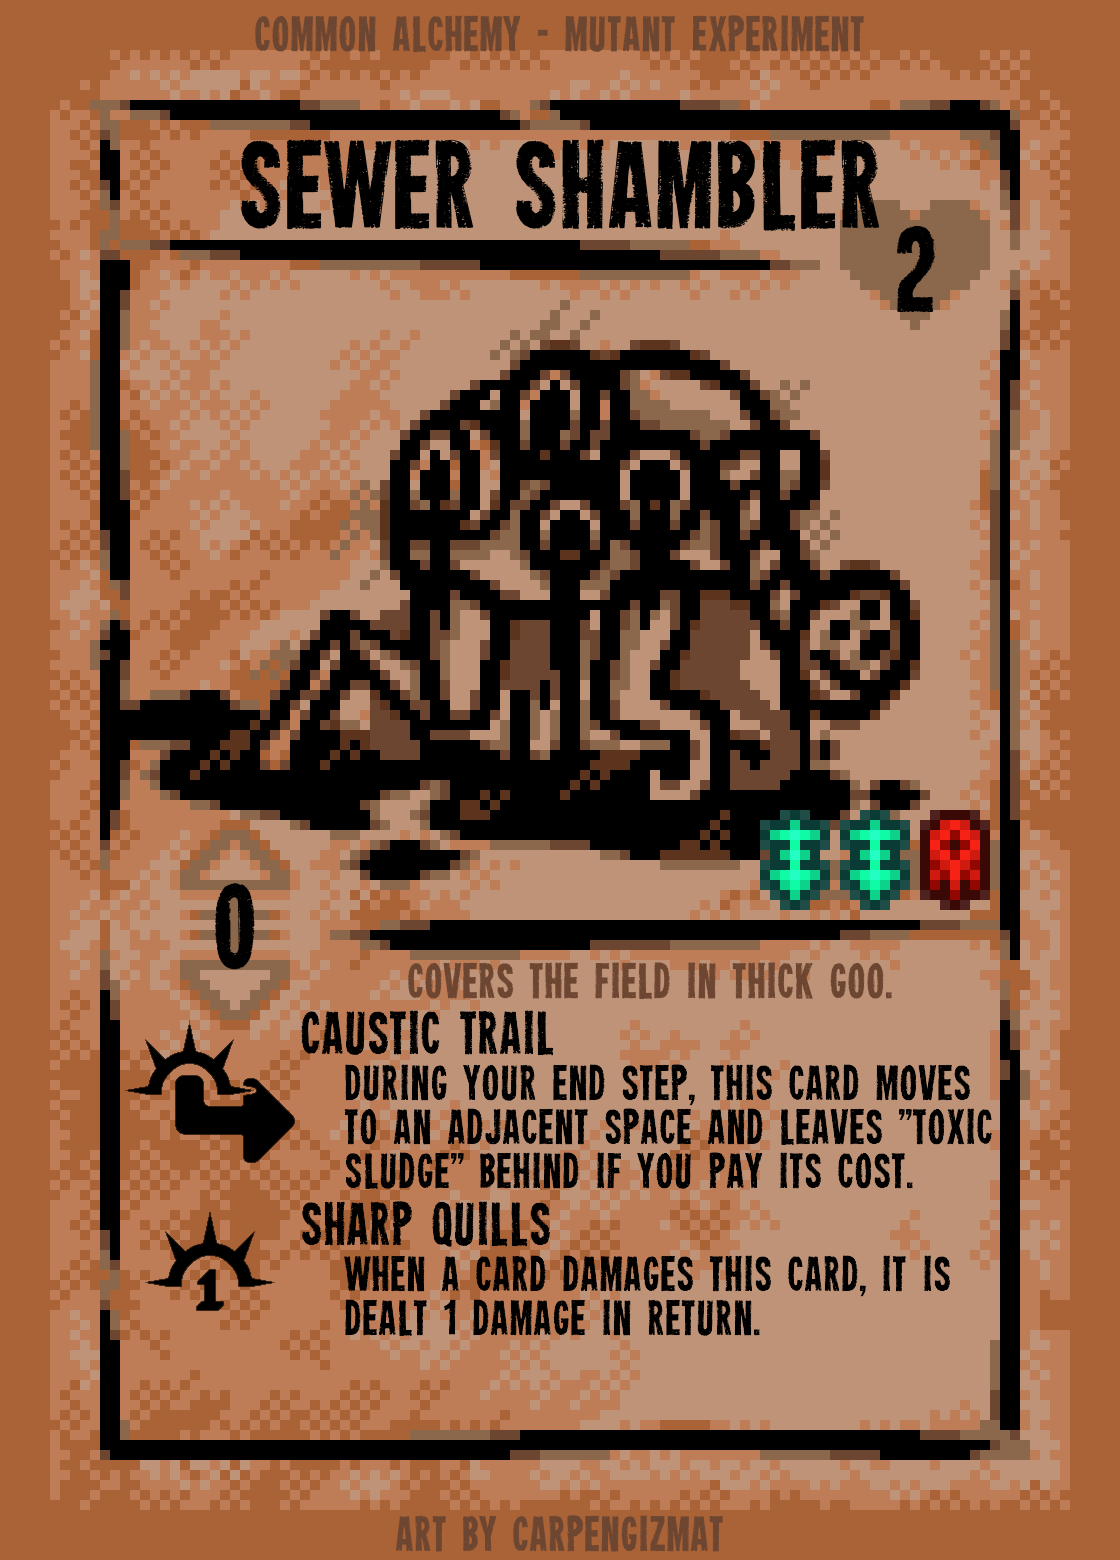 COMMON ALCHEMY - MUTANT EXPERIMENT
SEWER SHAMBLER
2
0
COVERS THE FIELD IN THICK GOO.
CAUSTIC TRAIL
DURING YOUR END STEP, THIS CARD MOVES
TO AN ADJACENT SPACE AND LEAVES "TOXIC
SLUDGE" BEHIND IF YOU PAY ITS COST.
SHARP QUILLS
1
WHEN A CARD DAMAGES THIS CARD, IT IS
DEALT 1 DAMAGE IN RETURN.
ART BY CARPENGIZMAT